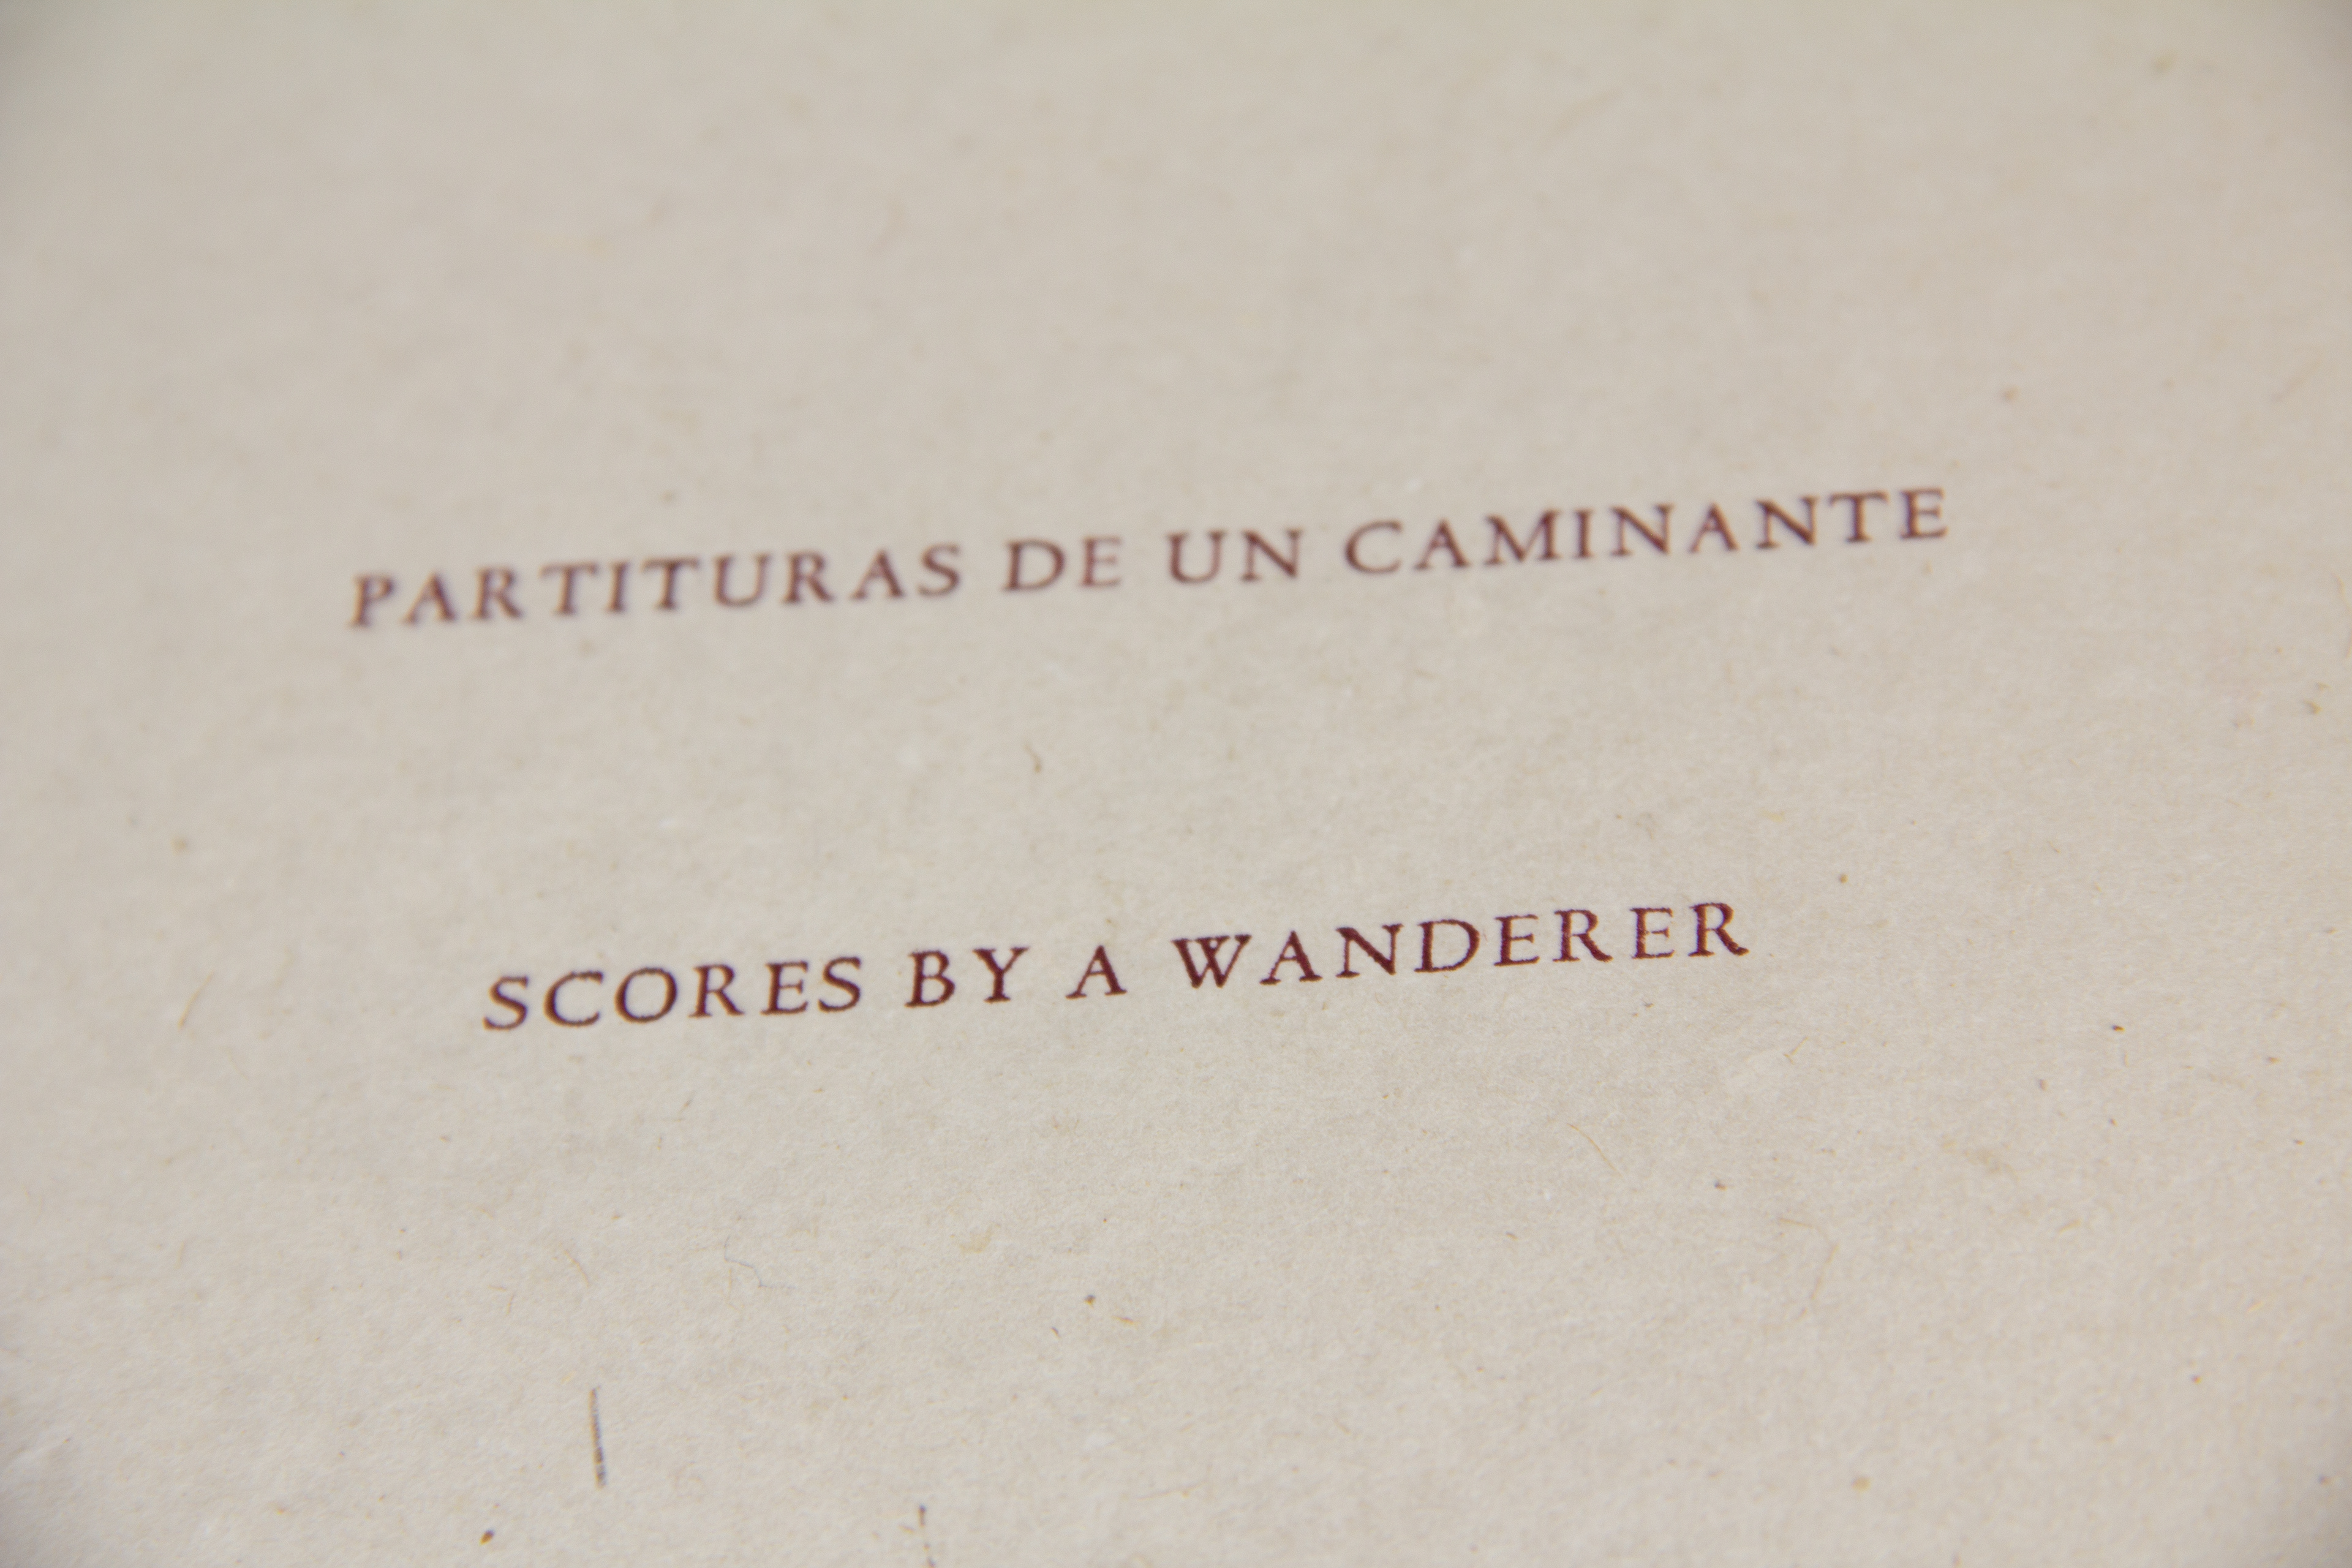 PARTITURAS DE UN CAMINANTE
SCORES BY A WANDERER